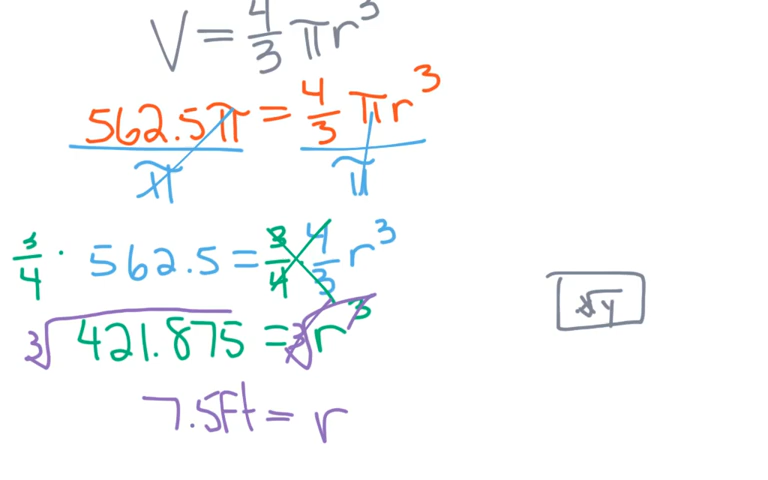 V = 4/3 πr³
562.5π = 4/3 πr³
π π
3/4 · 562.5 = 3/4 4/3 r³
∛421.875 = ∛r³
7.5Ft = r
ˣ√y